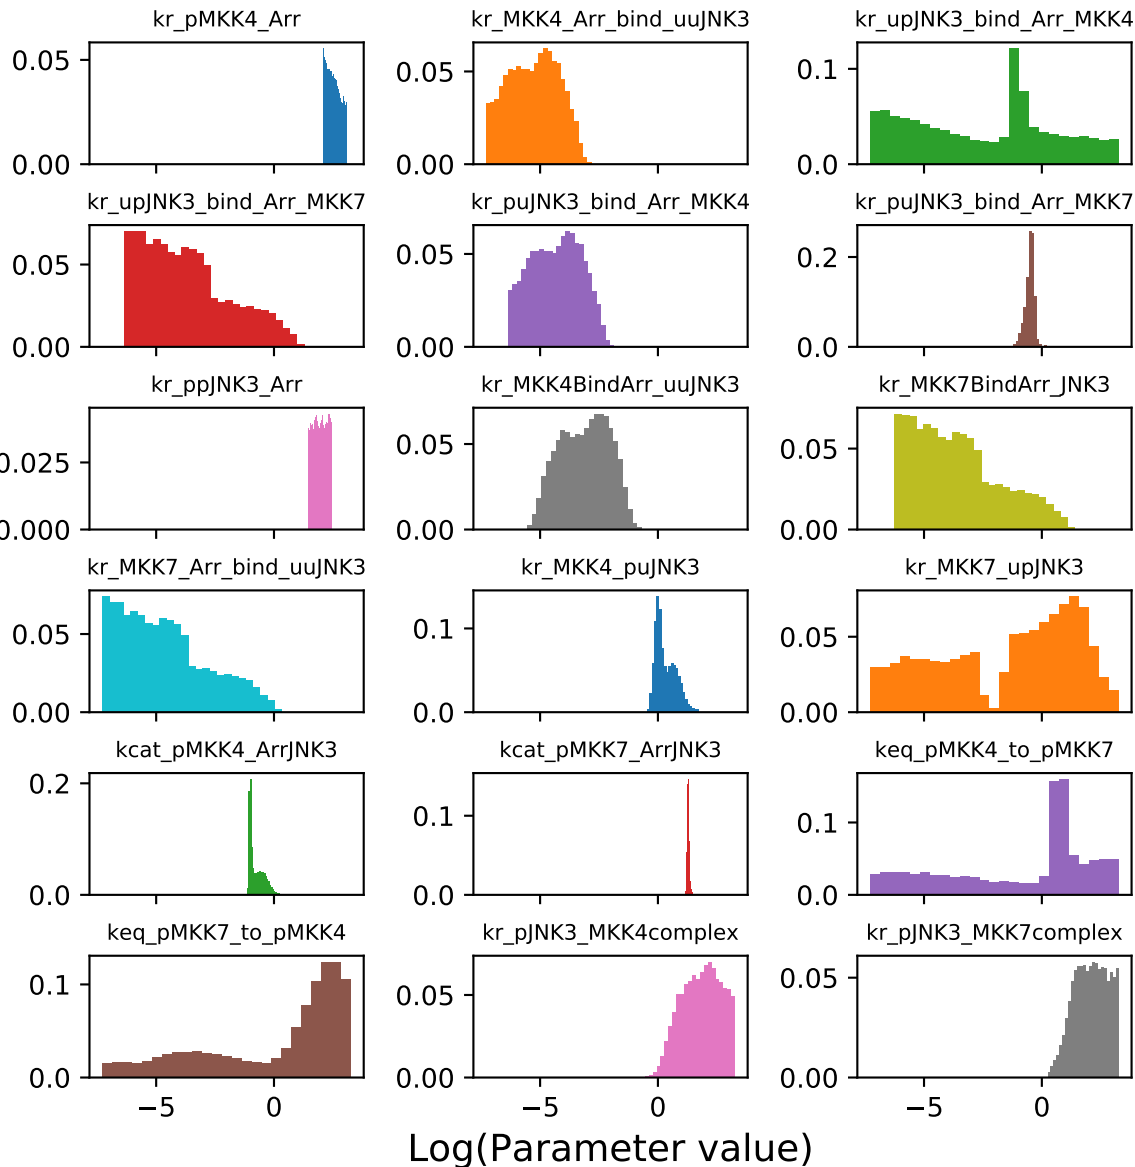 kr_pMKK4_Arr kr_MKK4_Arr_bind_uuJNK3 kr_upJNK3_bind_Arr_MKK4
0.05 0.05 0.1
0.00 0.00 0.0
kr_upJNK3_bind_Arr_MKK7 kr_puJNK3_bind_Arr_MKK4 kr_puJNK3_bind_Arr_MKK7
0.05 0.05 0.2
0.00 0.00 0.0
kr_ppJNK3_Arr kr_MKK4BindArr_uuJNK3 kr_MKK7BindArr_JNK3
0.025 0.05 0.05
0.000 0.00 0.00
kr_MKK7_Arr_bind_uuJNK3 kr_MKK4_puJNK3 kr_MKK7_upJNK3
0.05 0.1 0.05
0.00 0.0 0.00
kcat_pMKK4_ArrJNK3 kcat_pMKK7_ArrJNK3 keq_pMKK4_to_pMKK7
0.2 0.1 0.1
0.0 0.0 0.0
keq_pMKK7_to_pMKK4 kr_pJNK3_MKK4complex kr_pJNK3_MKK7complex
0.1 0.05 0.05
0.0 0.00 0.00
−5 0 −5 0 −5 0
Log(Parameter value)